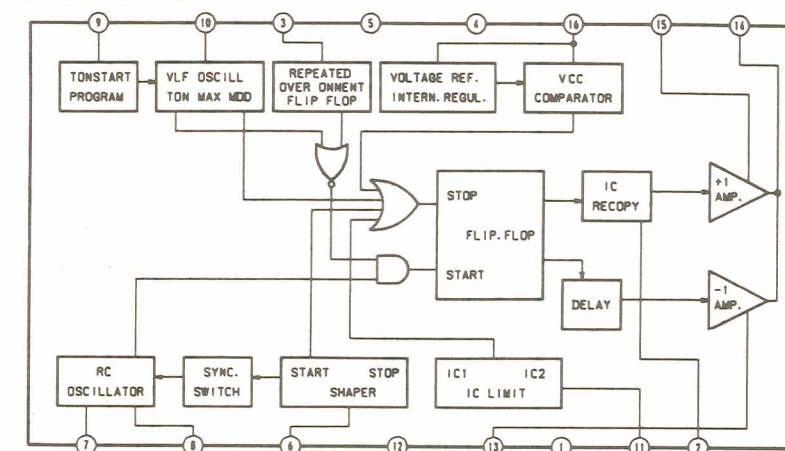 9 10 3 5 4 16 15 14
TONSTART
PROGRAM
VLF OSCILL
TON MAX MDD
REPEATED
OVER ONNENT
FLIP FLOP
VOLTAGE REF.
INTERN. REGUL.
VCC
COMPARATOR
STOP
FLIP.FLOP
START
IC
RECOPY
+1
AMP.
DELAY
-1
AMP.
RC
OSCILLATOR
SYNC.
SWITCH
START STOP
SHAPER
IC1 IC2
IC LIMIT
7 8 6 12 13 1 11 2